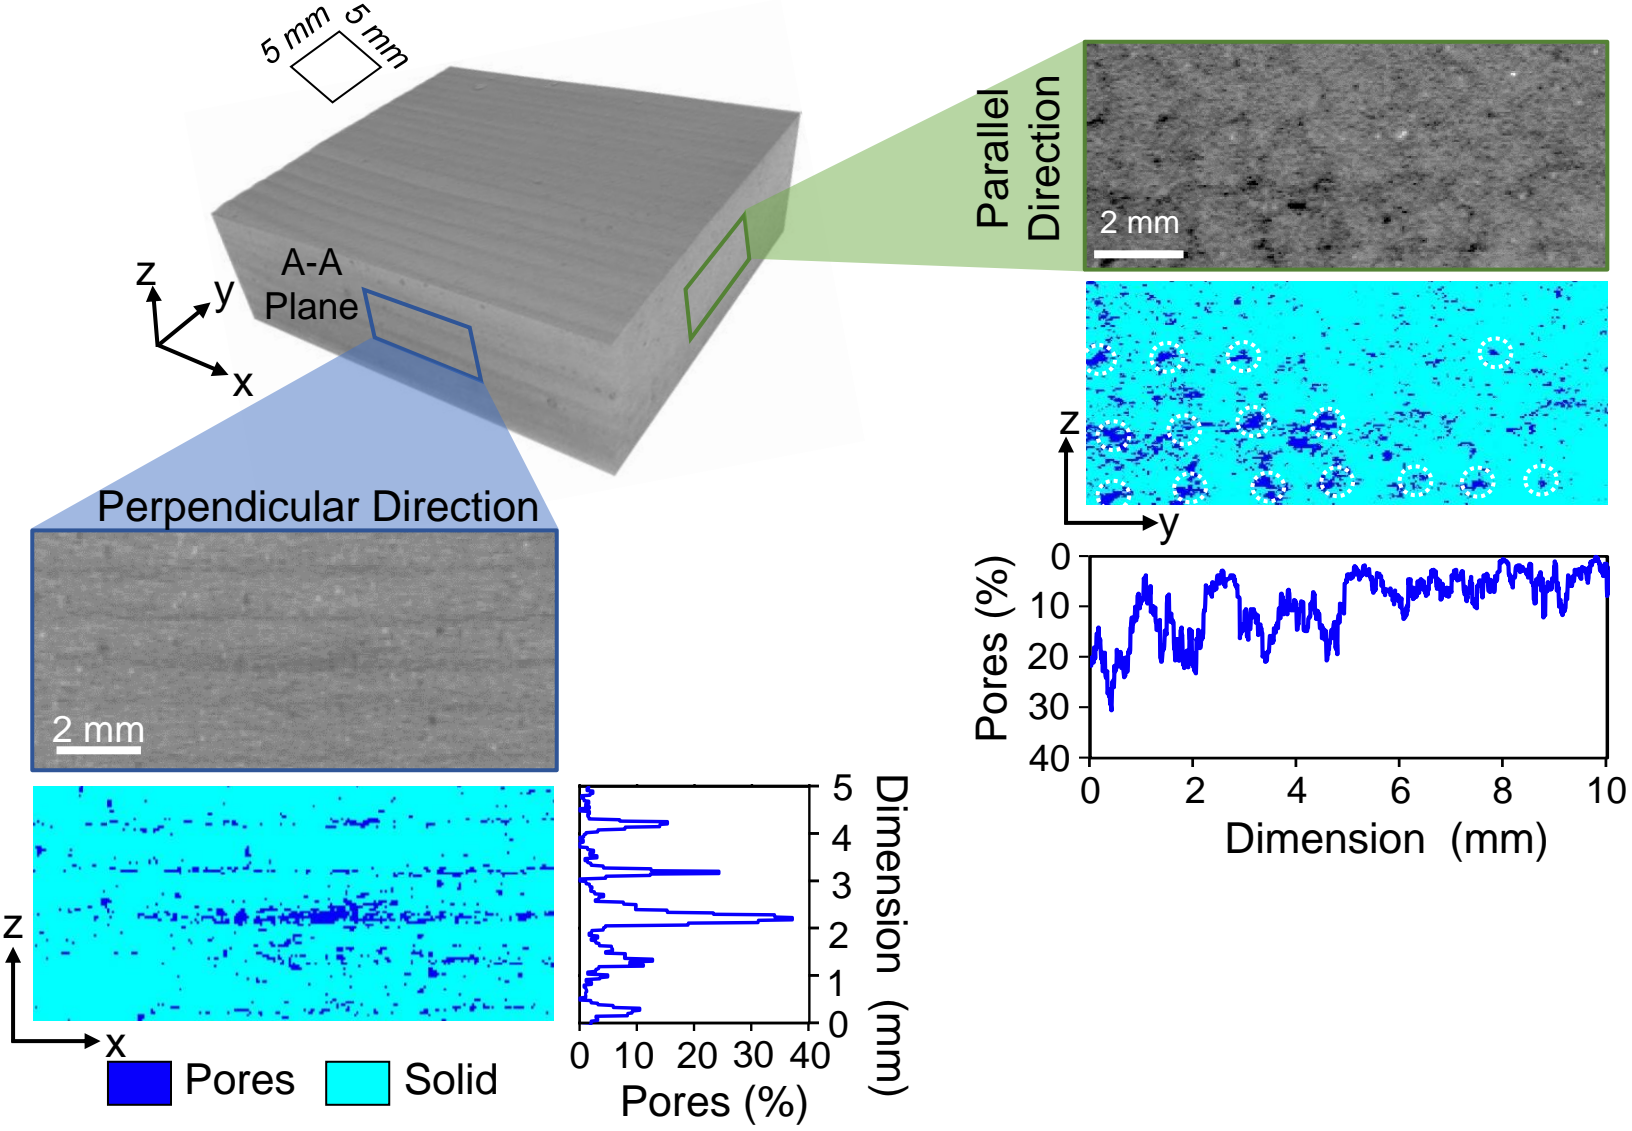 5 mm
5 mm
A-A
Plane
z
y
x
Parallel
Direction
2 mm
z
y
Perpendicular Direction
2 mm
z
x
Pores
Solid
5
4
3
2
1
0
Dimension (mm)
0 10 20 30 40
Pores (%)
0
10
20
30
40
Pores (%)
0 2 4 6 8 10
Dimension (mm)